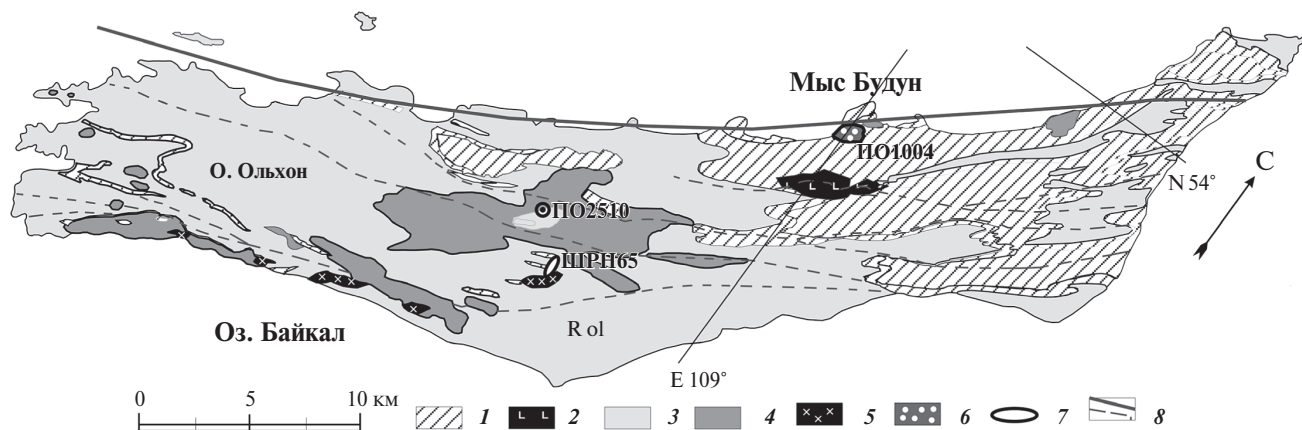 Мыс Будун
ПО1004
О. Ольхон
N 54°
С
ПО2510
ШРН65
Оз. Байкал
R ol
E 109°
0 5 10 км
1 2 3 4 5 6 7 8